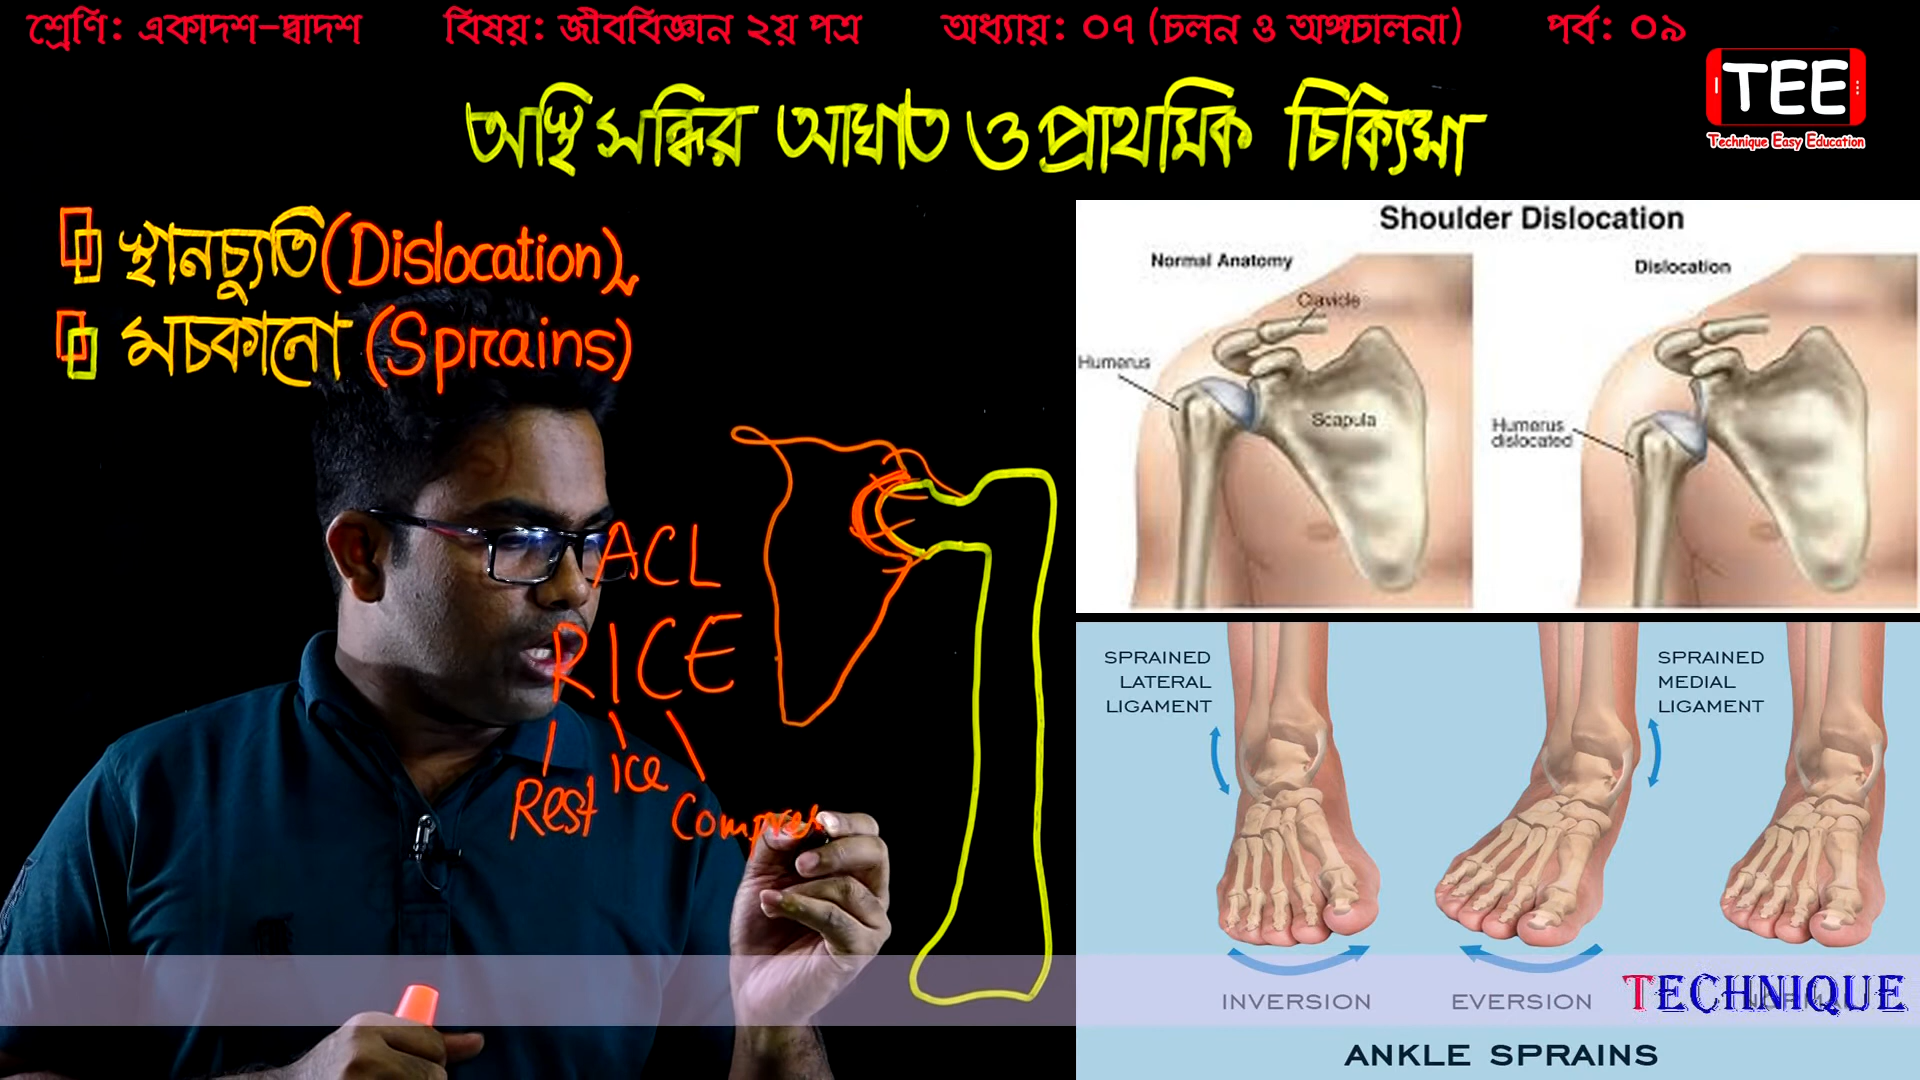 শ্রেণি: একাদশ-দ্বাদশ বিষয়: জীববিজ্ঞান ২য় পত্র অধ্যায়: ০৭ (চলন ও অঙ্গচালনা) পর্ব: ০৯
TEE
Technique Easy Education
অস্থি সন্ধির আঘাত ও প্রাথমিক চিকিৎসা
স্থানচ্যুতি (Dislocation)
মচকানো (Sprains)
ACL
RICE
Rest
ice
Compre
Shoulder Dislocation
Normal Anatomy
Dislocation
Clavicle
Humerus
Scapula
Humerus
dislocated
SPRAINED
LATERAL
LIGAMENT
SPRAINED
MEDIAL
LIGAMENT
INVERSION
EVERSION
TECHNIQUE
ANKLE SPRAINS